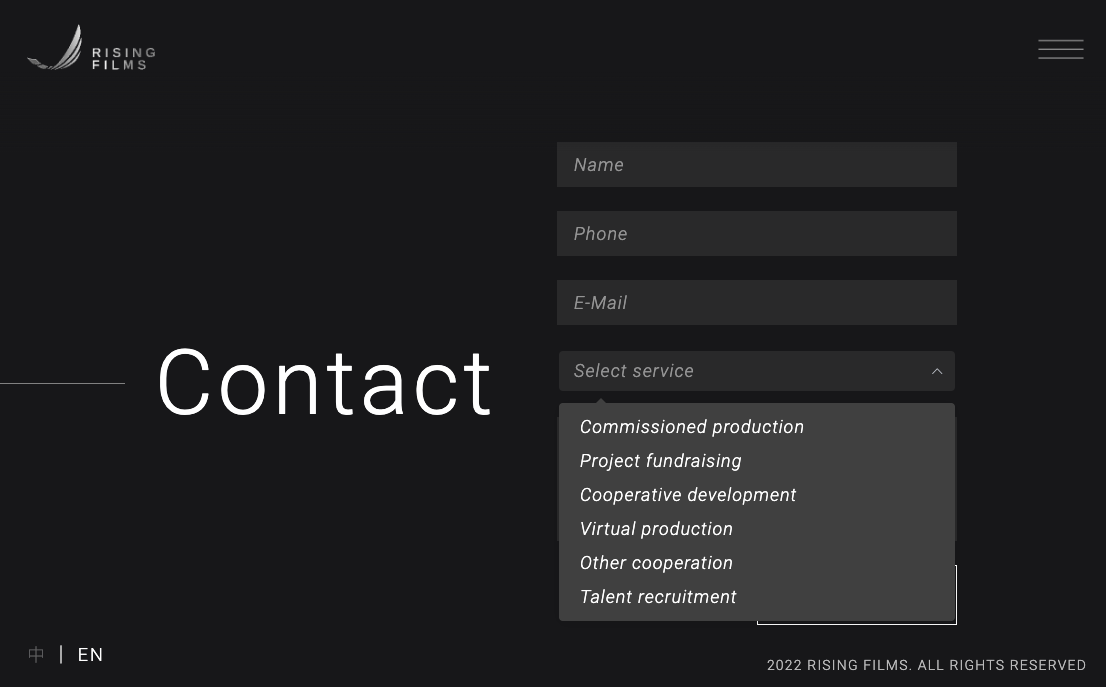 RISING
FILMS
Name
Phone
E-Mail
Contact
Select service
Commissioned production
Project fundraising
Cooperative development
Virtual production
Other cooperation
Talent recruitment
中 | EN
2022 RISING FILMS. ALL RIGHTS RESERVED